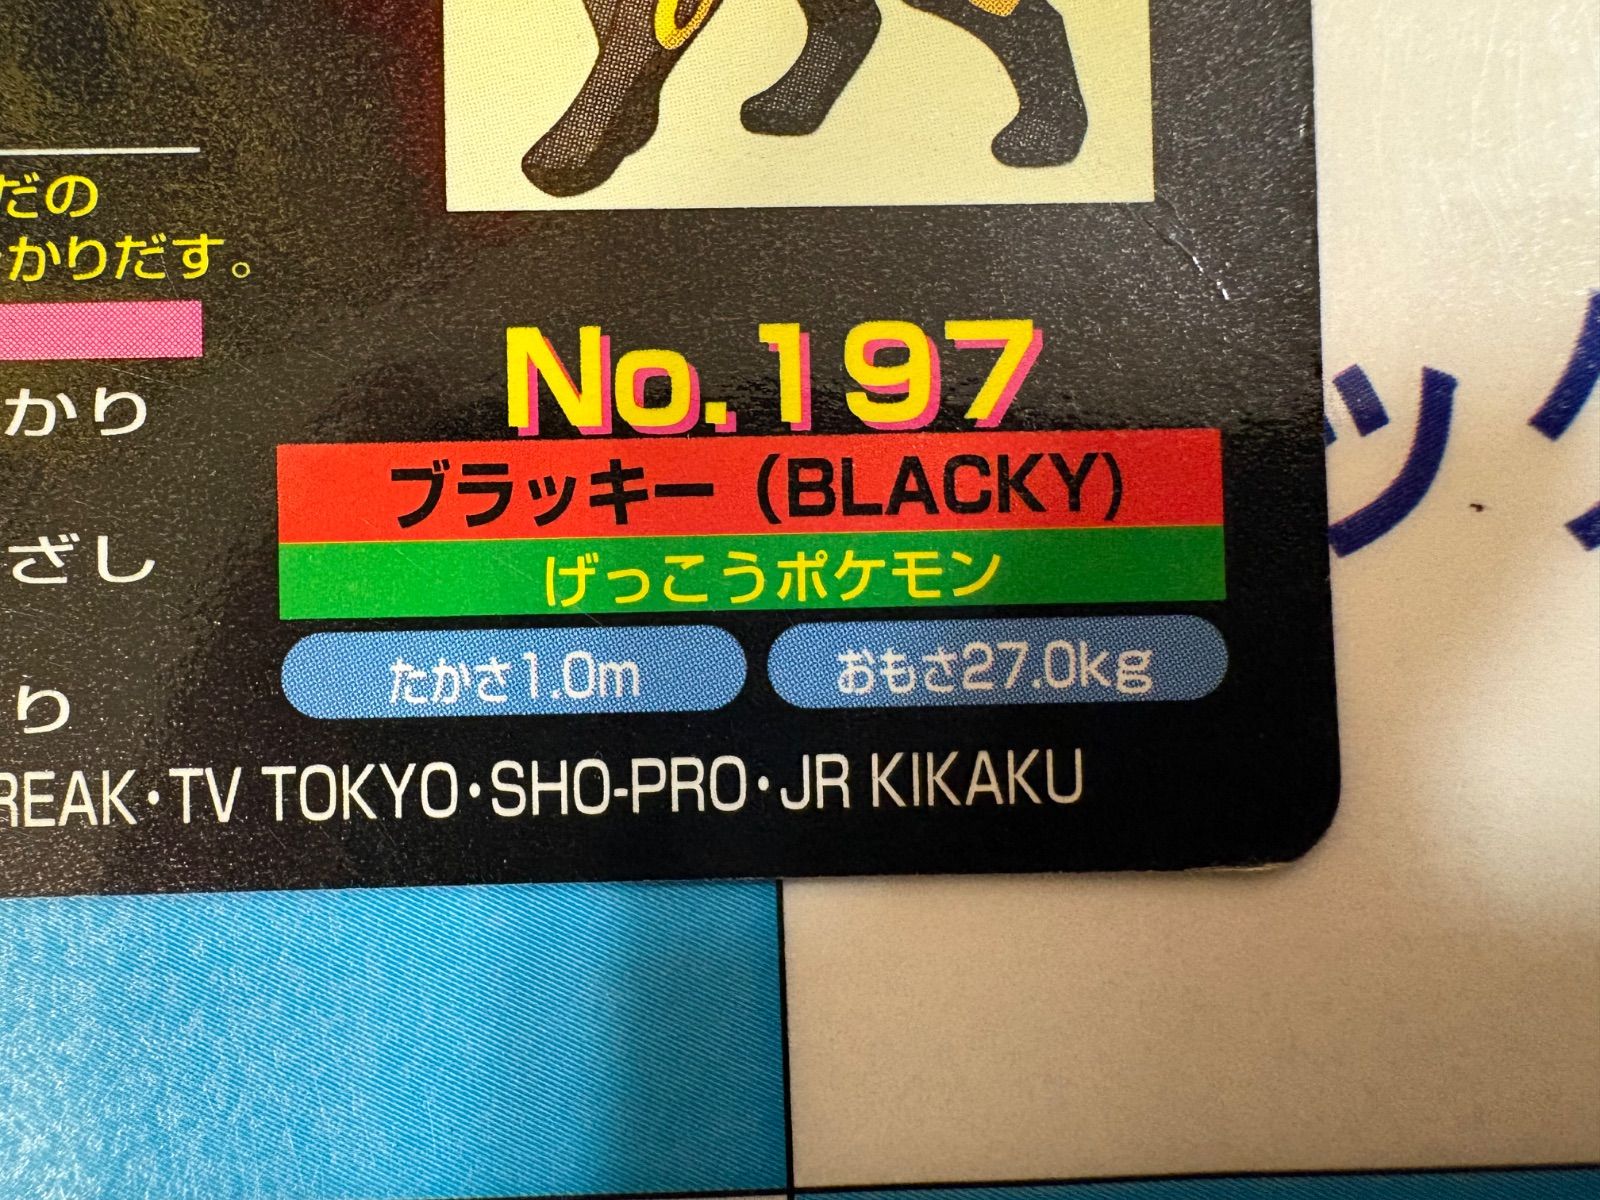 だの
かりだす。
かり
ざし
り
No.197
ブラッキー（BLACKY）
げっこうポケモン
たかさ1.0m
おもさ27.0kg
REAK・TV TOKYO・SHO-PRO・JR KIKAKU
ッ